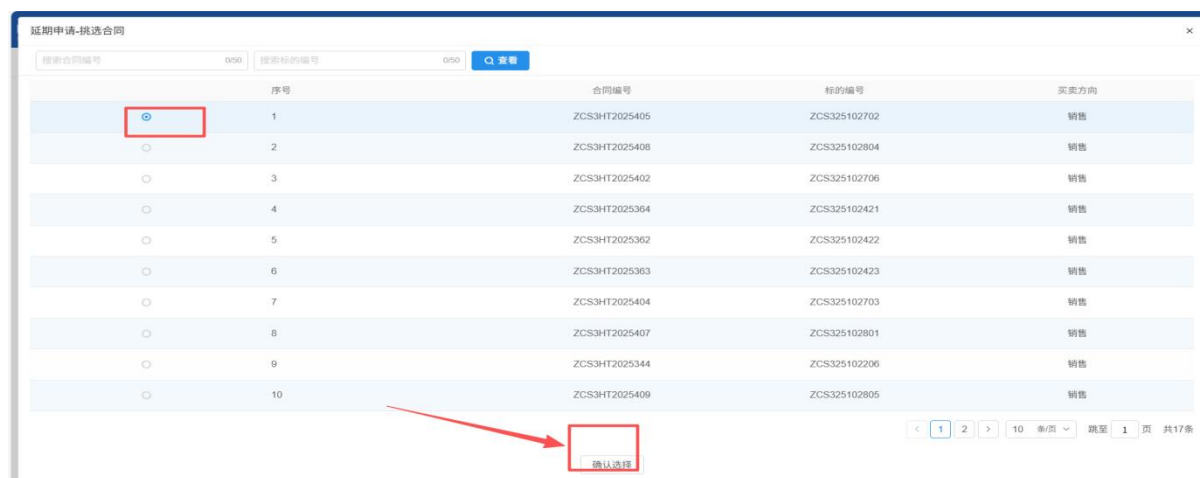 延期申请-挑选合同 ×
搜索合同编号 0/50 搜索标的编号 0/50 查看
序号 合同编号 标的编号 买卖方向
1 ZCS3HT2025405 ZCS325102702 销售
2 ZCS3HT2025408 ZCS325102804 销售
3 ZCS3HT2025402 ZCS325102706 销售
4 ZCS3HT2025364 ZCS325102421 销售
5 ZCS3HT2025362 ZCS325102422 销售
6 ZCS3HT2025363 ZCS325102423 销售
7 ZCS3HT2025404 ZCS325102703 销售
8 ZCS3HT2025407 ZCS325102801 销售
9 ZCS3HT2025344 ZCS325102206 销售
10 ZCS3HT2025409 ZCS325102805 销售
< 1 2 > 10 条/页 跳至 1 页 共17条
确认选择